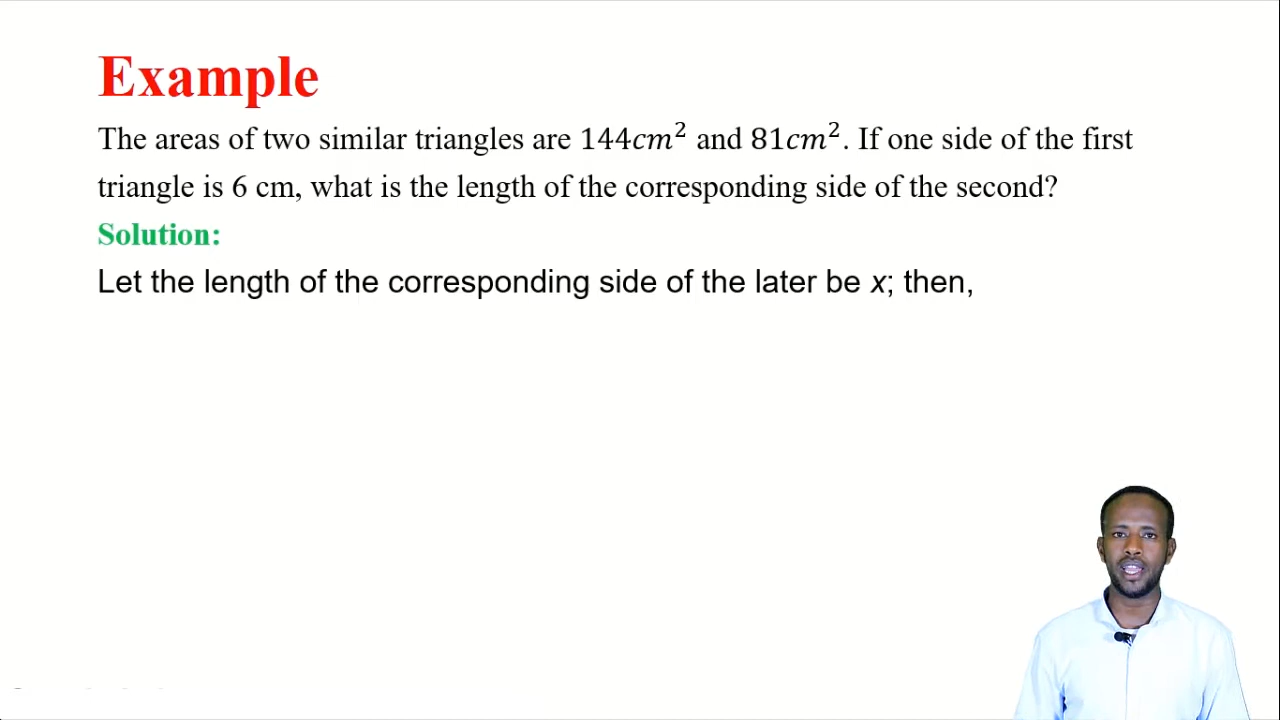 Example
The areas of two similar triangles are 144cm² and 81cm². If one side of the first
triangle is 6 cm, what is the length of the corresponding side of the second?
Solution:
Let the length of the corresponding side of the later be x; then,